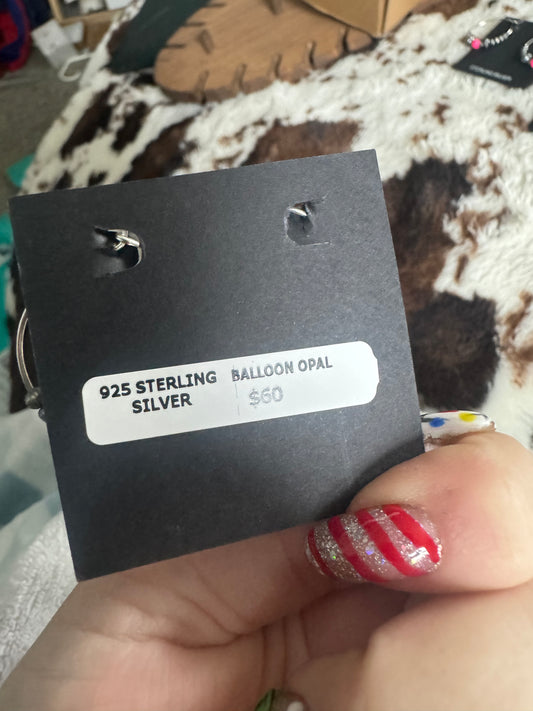 925 STERLING
SILVER
BALLOON OPAL
$60